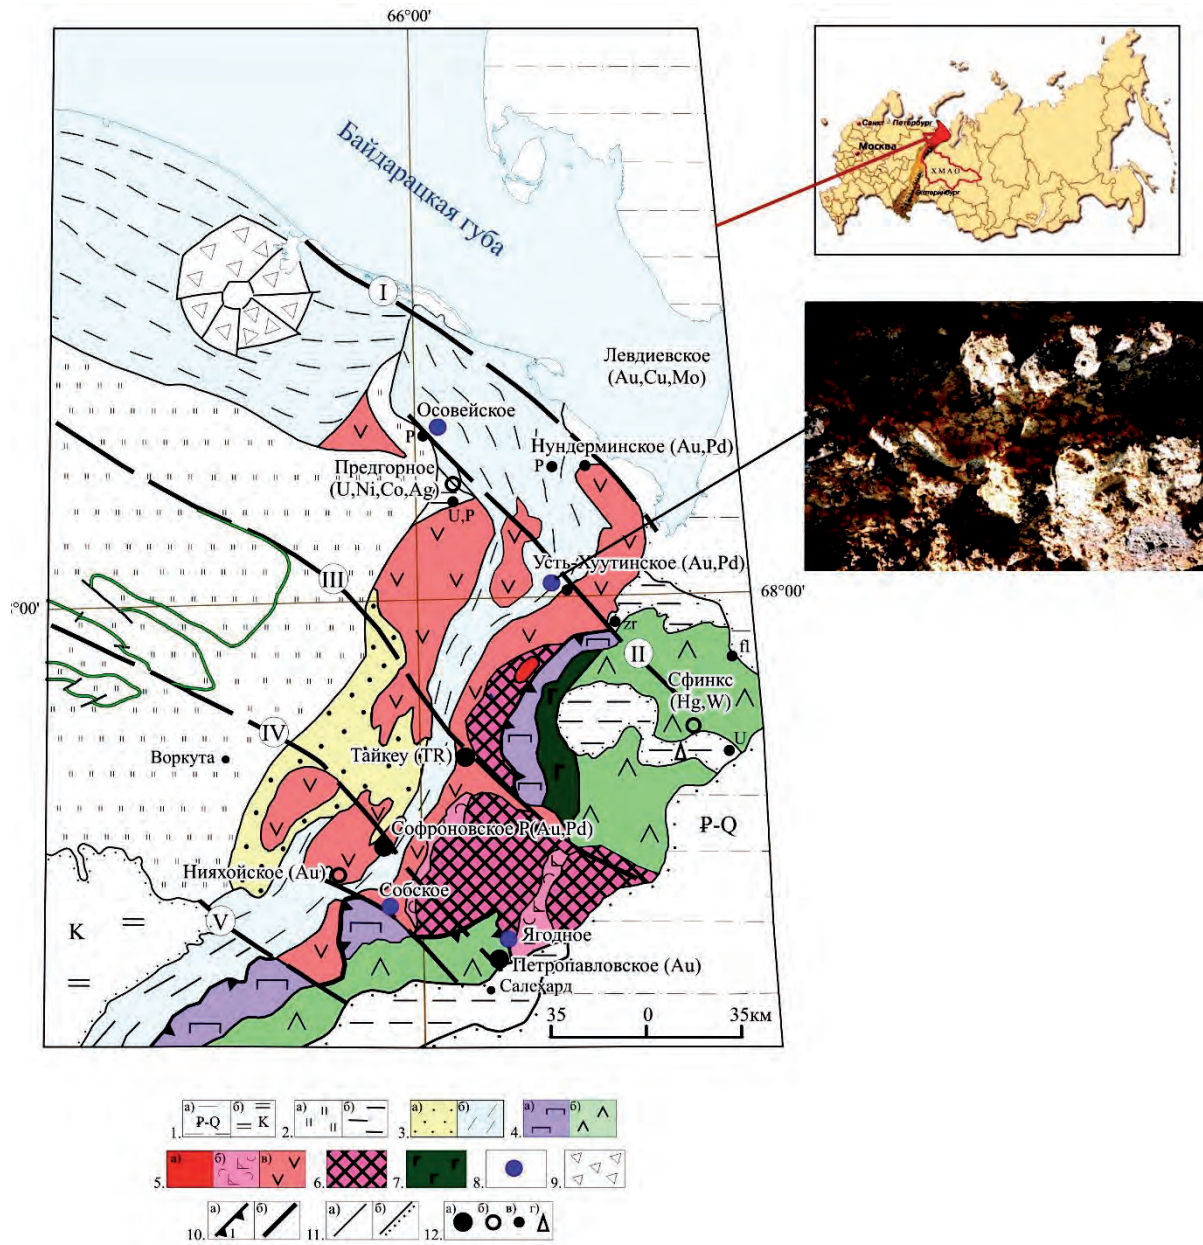 66°00'
Байдарацкая губа
I
Левдиевское
(Au,Cu,Mo)
Осовейское
P
Нундерминское (Au,Pd)
P
Предгорное
(U,Ni,Co,Ag)
U,P
III
Усть-Хуутинское (Au,Pd)
68°00'
8°00'
zr
II
fl
Сфинкс
(Hg,W)
U
IV
Воркута
Тайкеу (TR)
Софроновское P(Au,Pd)
P-Q
Нияхойское (Au)
Собское
V
K
Ягодное
Петропавловское (Au)
Салехард
35 0 35км
Санкт - Петербург
Москва
ХМАО
Екатеринбург
а) б) а) б) а) б) а) б)
1. P-Q K 2. 3. 4.
а) б) в)
5. 6. 7. 8. 9.
а) б) а) б) а) б) в) г)
10. 1 11. 12.